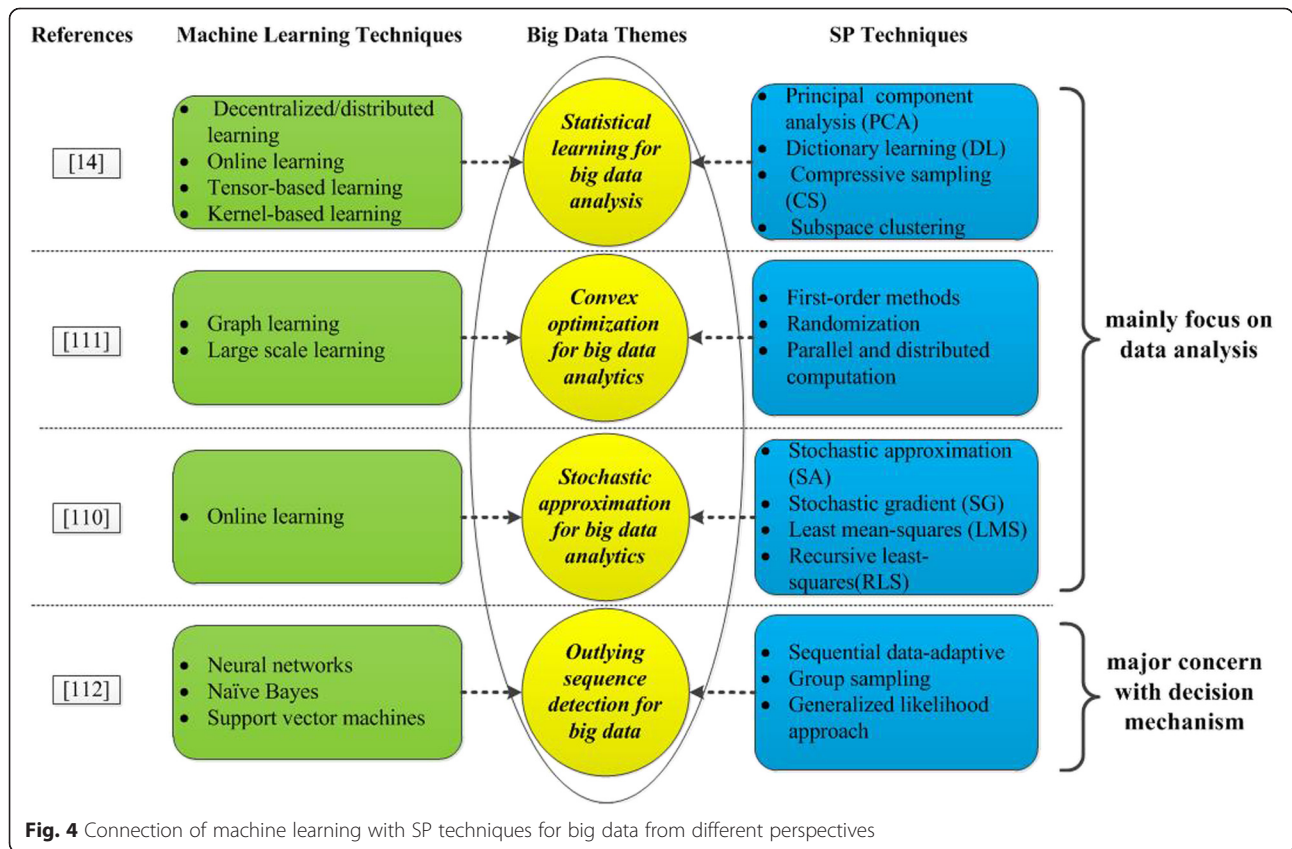 References
Machine Learning Techniques
Big Data Themes
SP Techniques
[14]
• Decentralized/distributed
learning
• Online learning
• Tensor-based learning
• Kernel-based learning
Statistical
learning for
big data
analysis
• Principal component
analysis (PCA)
• Dictionary learning (DL)
• Compressive sampling
(CS)
• Subspace clustering
[111]
• Graph learning
• Large scale learning
Convex
optimization
for big data
analytics
• First-order methods
• Randomization
• Parallel and distributed
computation
mainly focus on
data analysis
[110]
• Online learning
Stochastic
approximation
for big data
analytics
• Stochastic approximation
(SA)
• Stochastic gradient (SG)
• Least mean-squares (LMS)
• Recursive least-
squares(RLS)
[112]
• Neural networks
• Naïve Bayes
• Support vector machines
Outlying
sequence
detection for
big data
• Sequential data-adaptive
• Group sampling
• Generalized likelihood
approach
major concern
with decision
mechanism
Fig. 4 Connection of machine learning with SP techniques for big data from different perspectives